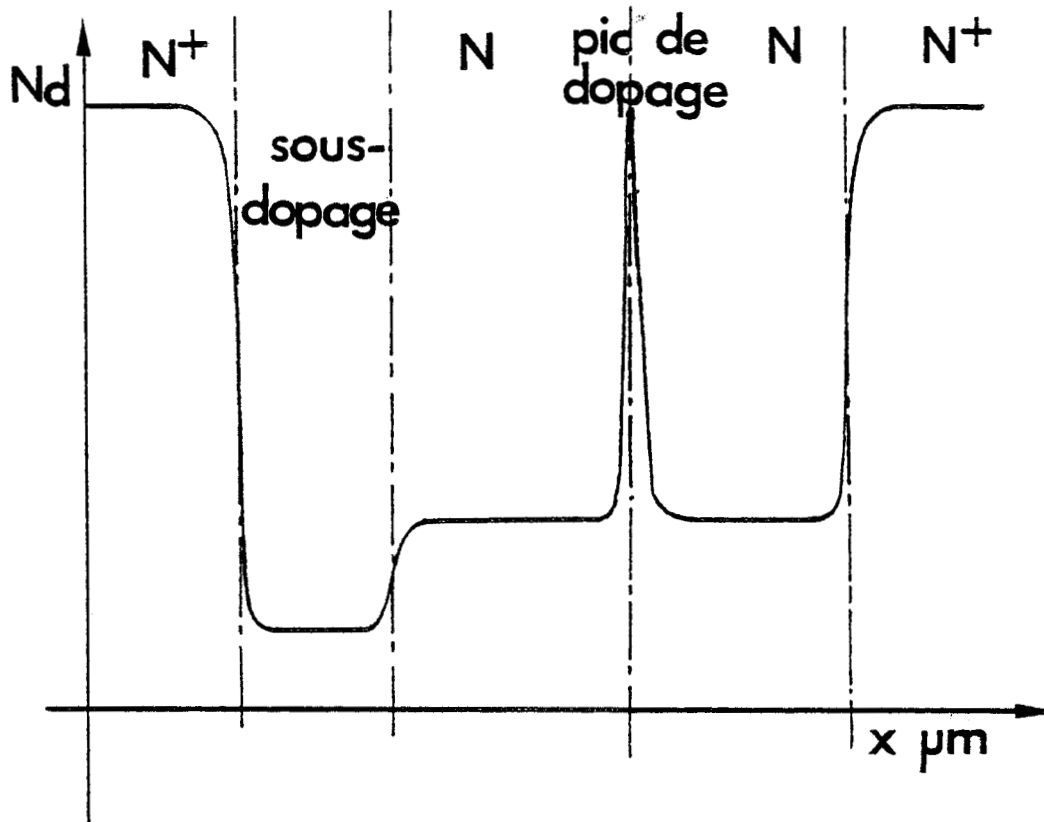 Nd
N+
sous-
dopage
N
pic de
dopage
N
N+
x µm